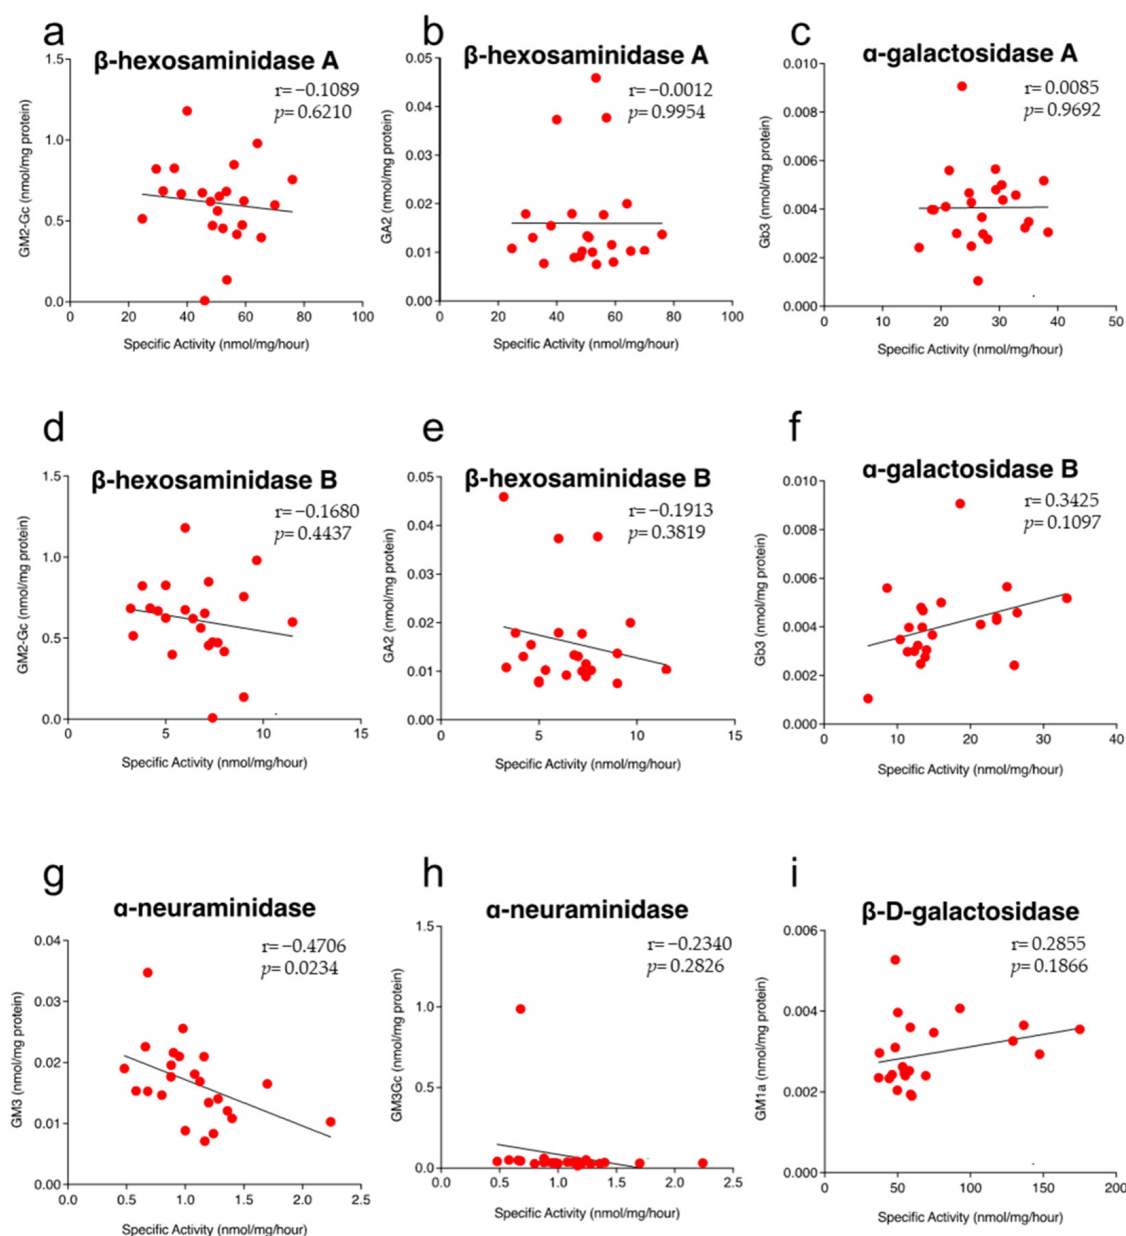 a
β-hexosaminidase A
r= −0.1089
p= 0.6210
GM2-Gc (nmol/mg protein)
1.5
1.0
0.5
0.0
0 20 40 60 80 100
Specific Activity (nmol/mg/hour)
b
β-hexosaminidase A
r= −0.0012
p= 0.9954
GA2 (nmol/mg protein)
0.05
0.04
0.03
0.02
0.01
0.00
0 20 40 60 80 100
Specific Activity (nmol/mg/hour)
c
α-galactosidase A
r= 0.0085
p= 0.9692
Gb3 (nmol/mg protein)
0.010
0.008
0.006
0.004
0.002
0.000
0 10 20 30 40 50
Specific Activity (nmol/mg/hour)
d
β-hexosaminidase B
r= −0.1680
p= 0.4437
GM2-Gc (nmol/mg protein)
1.5
1.0
0.5
0.0
0 5 10 15
Specific Activity (nmol/mg/hour)
e
β-hexosaminidase B
r= −0.1913
p= 0.3819
GA2 (nmol/mg protein)
0.05
0.04
0.03
0.02
0.01
0.00
0 5 10 15
Specific Activity (nmol/mg/hour)
f
α-galactosidase B
r= 0.3425
p= 0.1097
Gb3 (nmol/mg protein)
0.010
0.008
0.006
0.004
0.002
0.000
0 10 20 30 40
Specific Activity (nmol/mg/hour)
g
α-neuraminidase
r= −0.4706
p= 0.0234
GM3 (nmol/mg protein)
0.04
0.03
0.02
0.01
0.00
0.0 0.5 1.0 1.5 2.0 2.5
Specific Activity (nmol/mg/hour)
h
α-neuraminidase
r= −0.2340
p= 0.2826
GM3Gc (nmol/mg protein)
1.5
1.0
0.5
0.0
0.0 0.5 1.0 1.5 2.0 2.5
Specific Activity (nmol/mg/hour)
i
β-D-galactosidase
r= 0.2855
p= 0.1866
GM1a (nmol/mg protein)
0.006
0.004
0.002
0.000
0 50 100 150 200
Specific Activity (nmol/mg/hour)